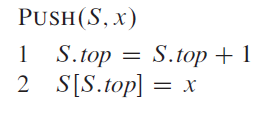 PUSH(S, x)
1 S.top = S.top + 1
2 S[S.top] = x